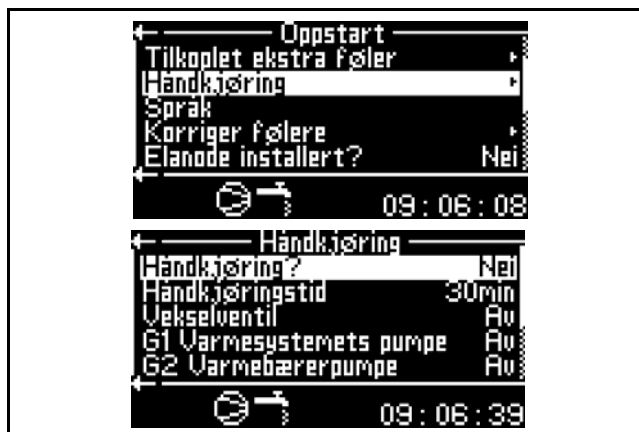 Oppstart
Tilkoplet ekstra føler
Håndkjøring
Språk
Korriger følere
Elanode installert? Nei
09:06:08
Håndkjøring
Håndkjøring? Nei
Håndkjøringstid 30min
Vekselventil Av
G1 Varmesystemets pumpe Av
G2 Varmebærerpumpe Av
09:06:39